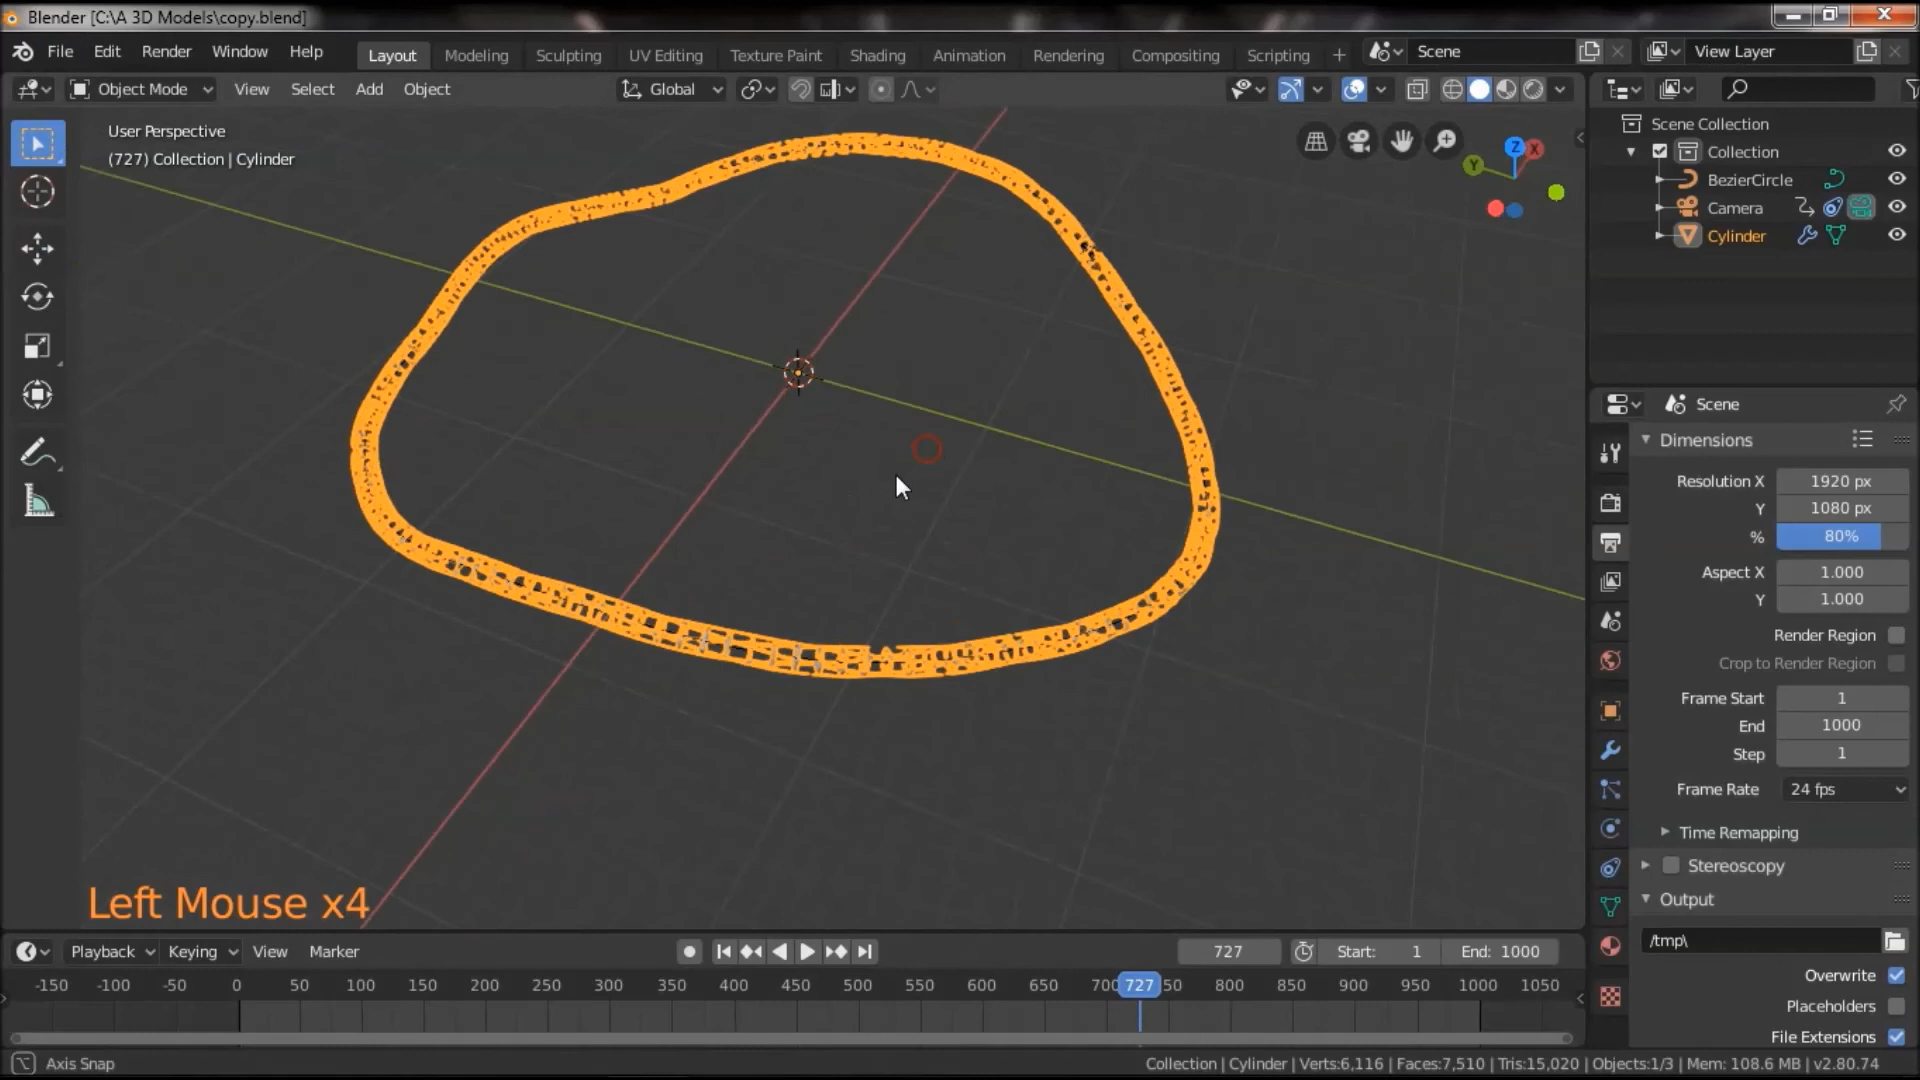 Blender [C:\A 3D Models\copy.blend]
File Edit Render Window Help Layout Modeling Sculpting UV Editing Texture Paint Shading Animation Rendering Compositing Scripting + Scene View Layer
Object Mode View Select Add Object Global
User Perspective
(727) Collection | Cylinder
Z X
Y
Scene Collection
Collection
BezierCircle
Camera
Cylinder
Scene
Dimensions
Resolution X 1920 px
Y 1080 px
% 80%
Aspect X 1.000
Y 1.000
Render Region
Crop to Render Region
Frame Start 1
End 1000
Step 1
Frame Rate 24 fps
Time Remapping
Stereoscopy
Output
/tmp\
Overwrite
Placeholders
File Extensions
Left Mouse x4
Playback Keying View Marker 727 Start: 1 End: 1000
-150 -100 -50 0 50 100 150 200 250 300 350 400 450 500 550 600 650 700 727 50 800 850 900 950 1000 1050
Axis Snap Collection | Cylinder | Verts:6,116 | Faces:7,510 | Tris:15,020 | Objects:1/3 | Mem: 108.6 MB | v2.80.74